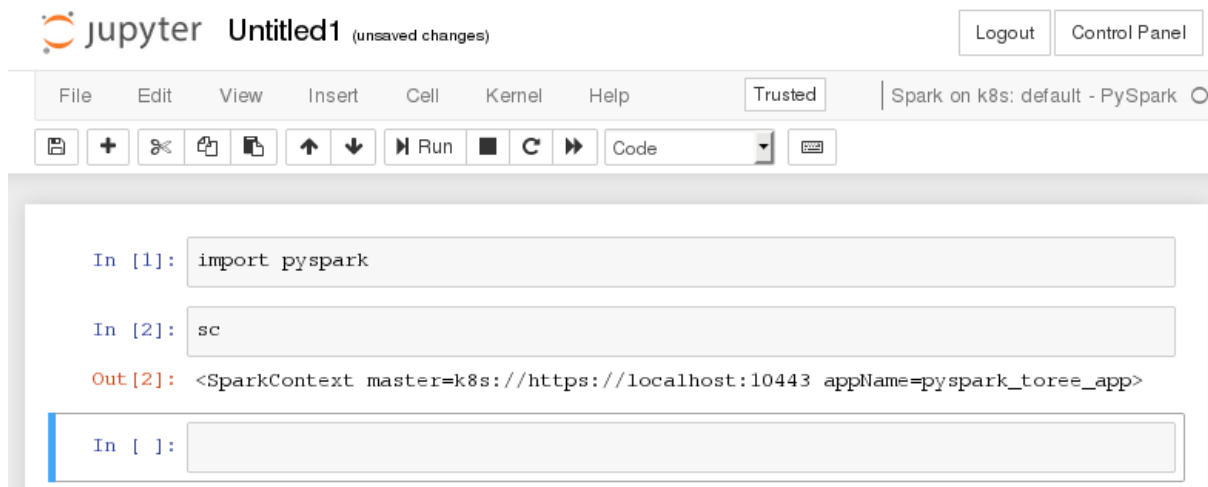 jupyter Untitled1 (unsaved changes) Logout Control Panel
File Edit View Insert Cell Kernel Help Trusted Spark on k8s: default - PySpark
Run Code
In [1]: import pyspark
In [2]: sc
Out[2]: <SparkContext master=k8s://https://localhost:10443 appName=pyspark_toree_app>
In [ ]: